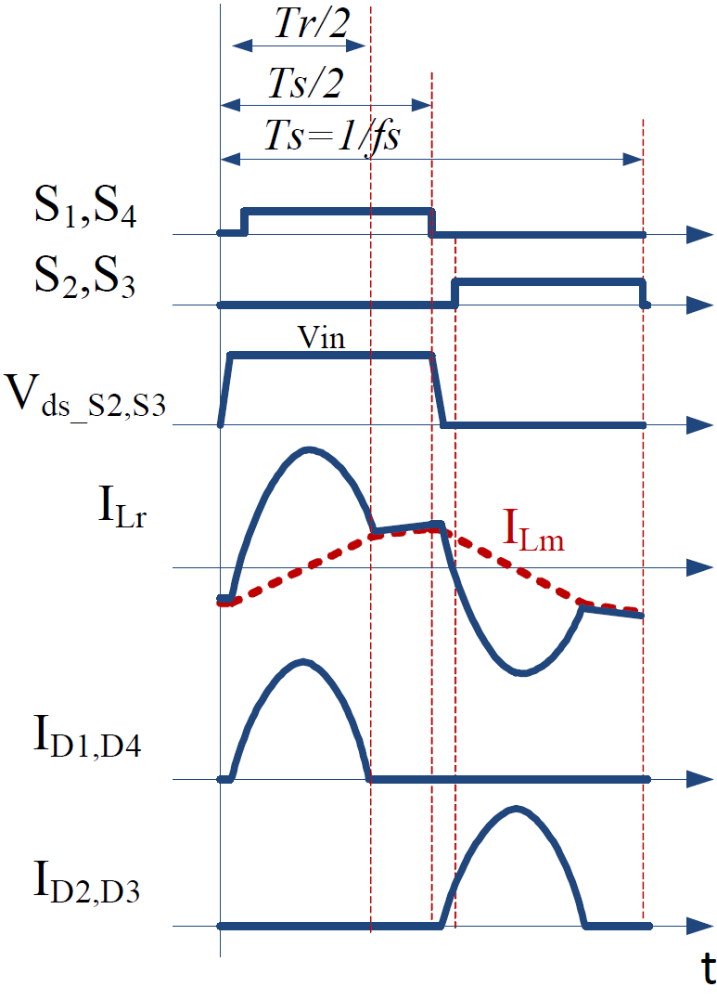 Tr/2
Ts/2
Ts=1/fs
S1,S4
S2,S3
Vin
Vds_S2,S3
ILr
ILm
ID1,D4
ID2,D3
t